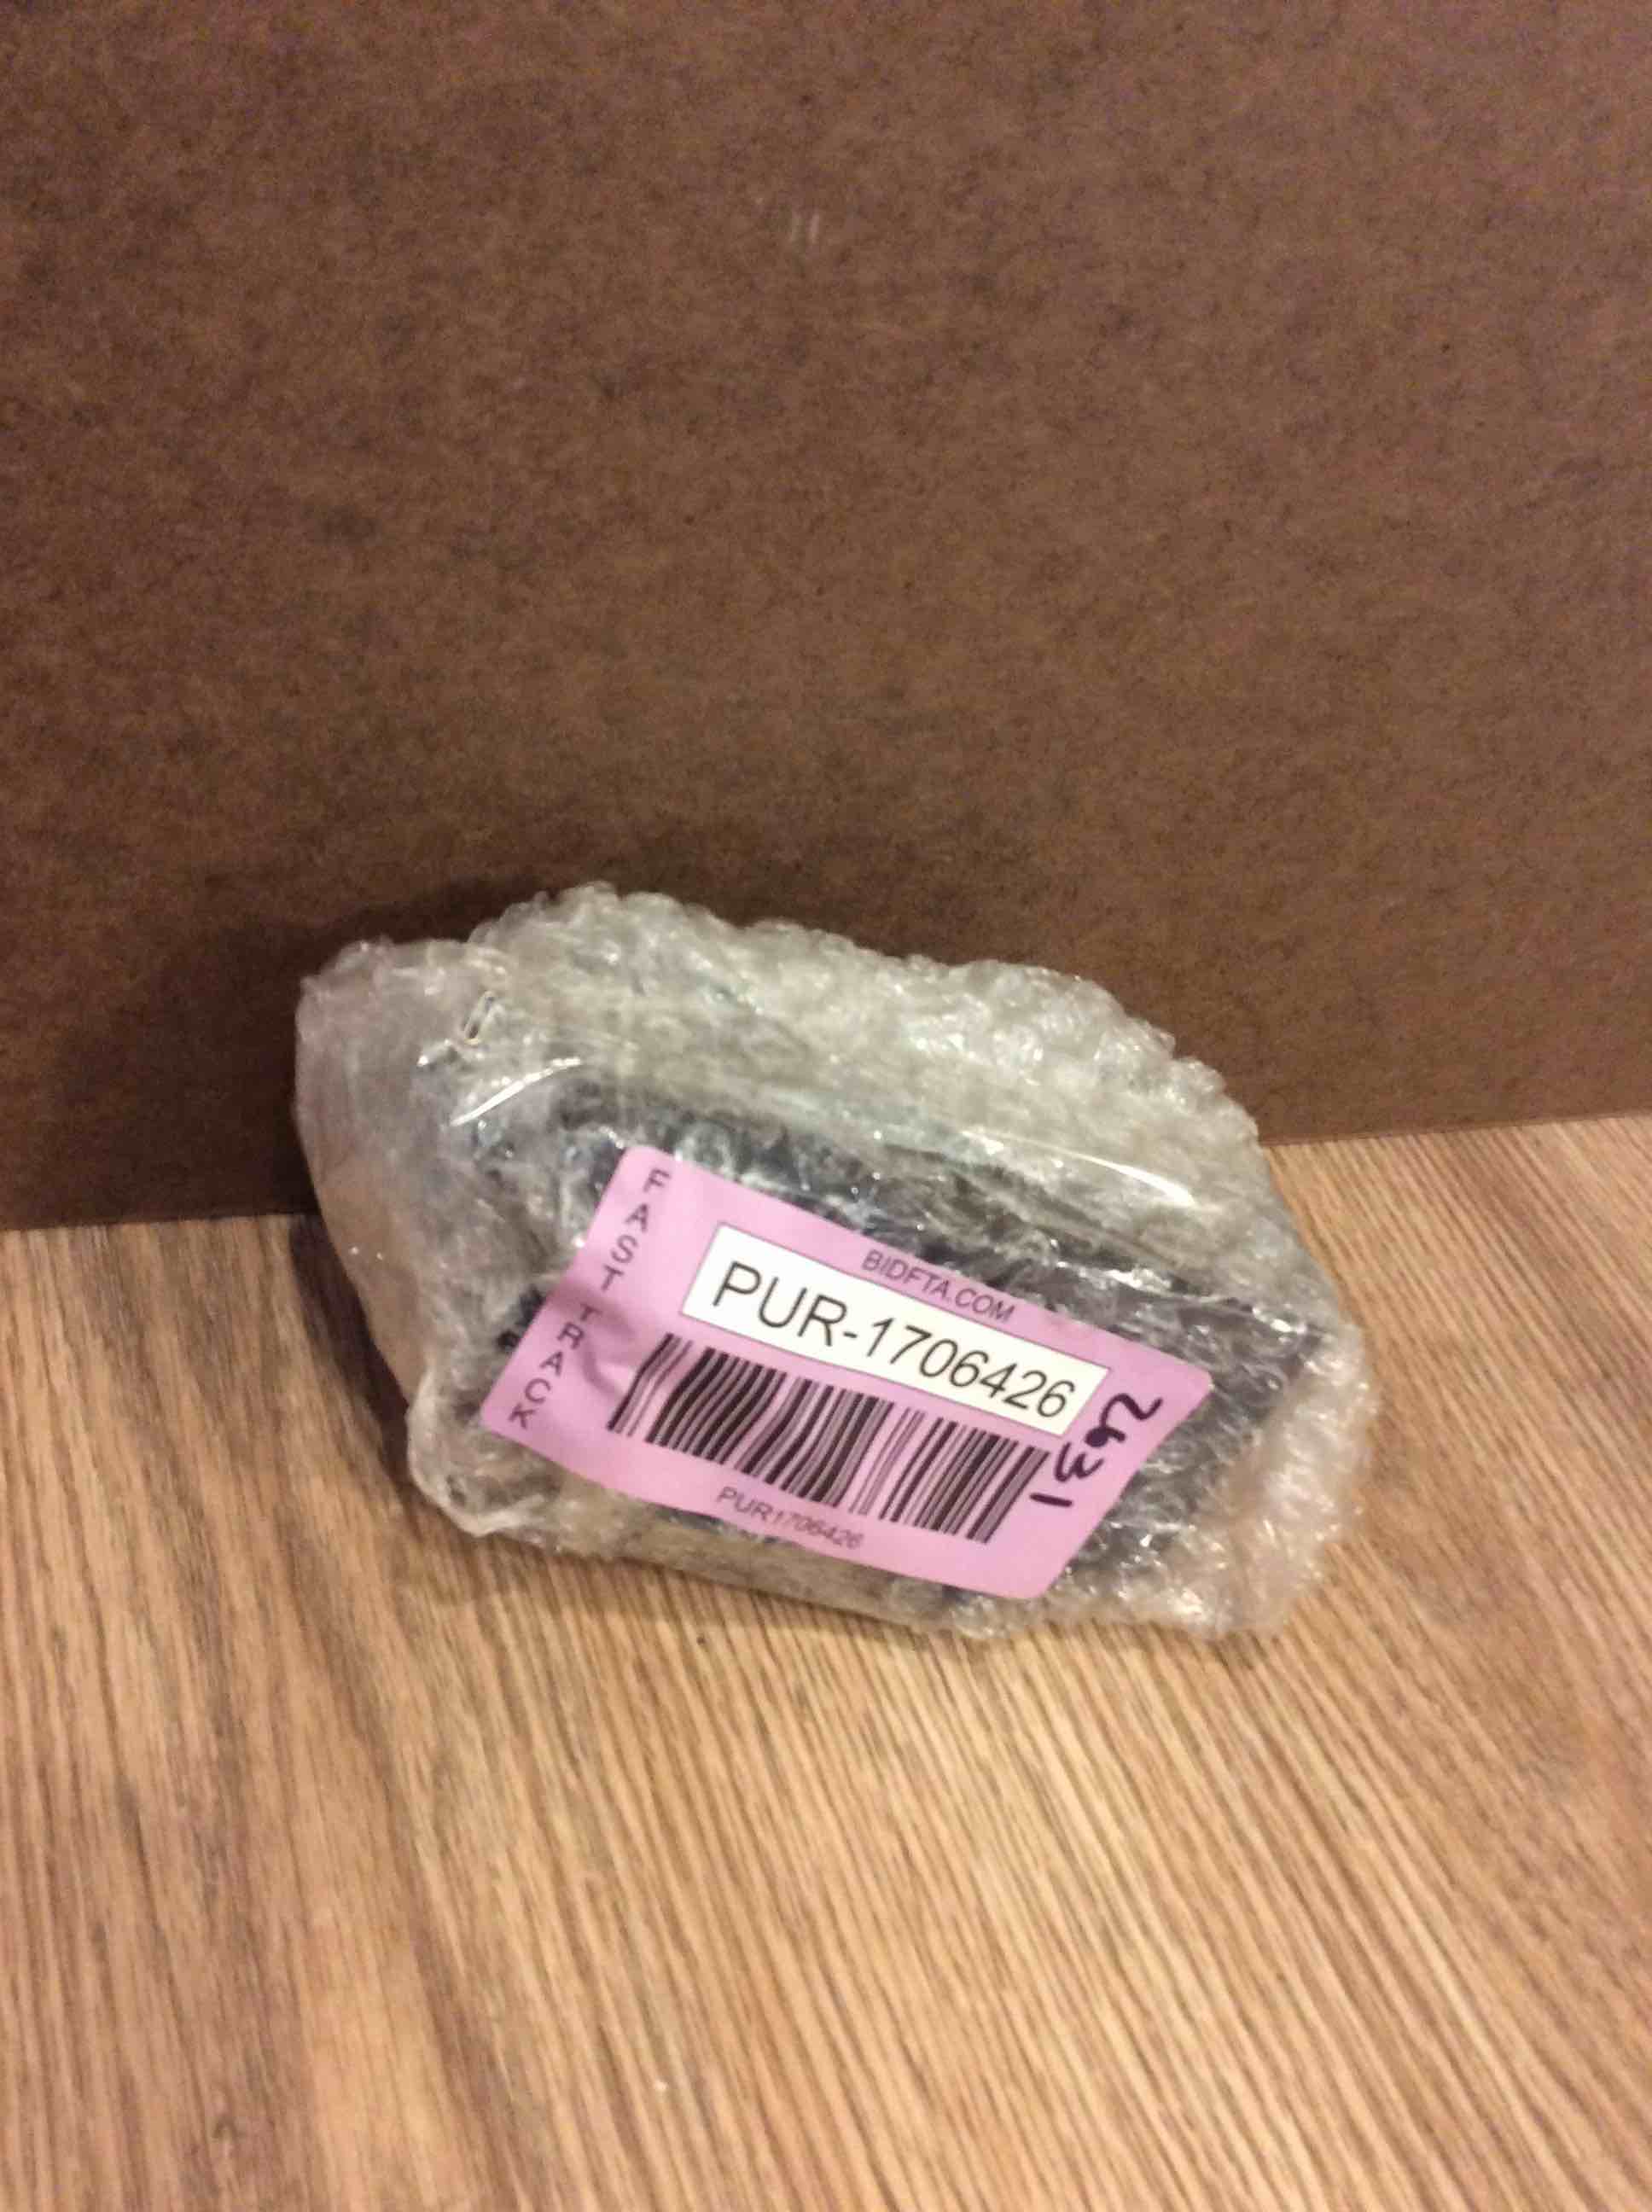 FAST TRACK
BIDFTA.COM
PUR-1706426
PUR1706426
2631